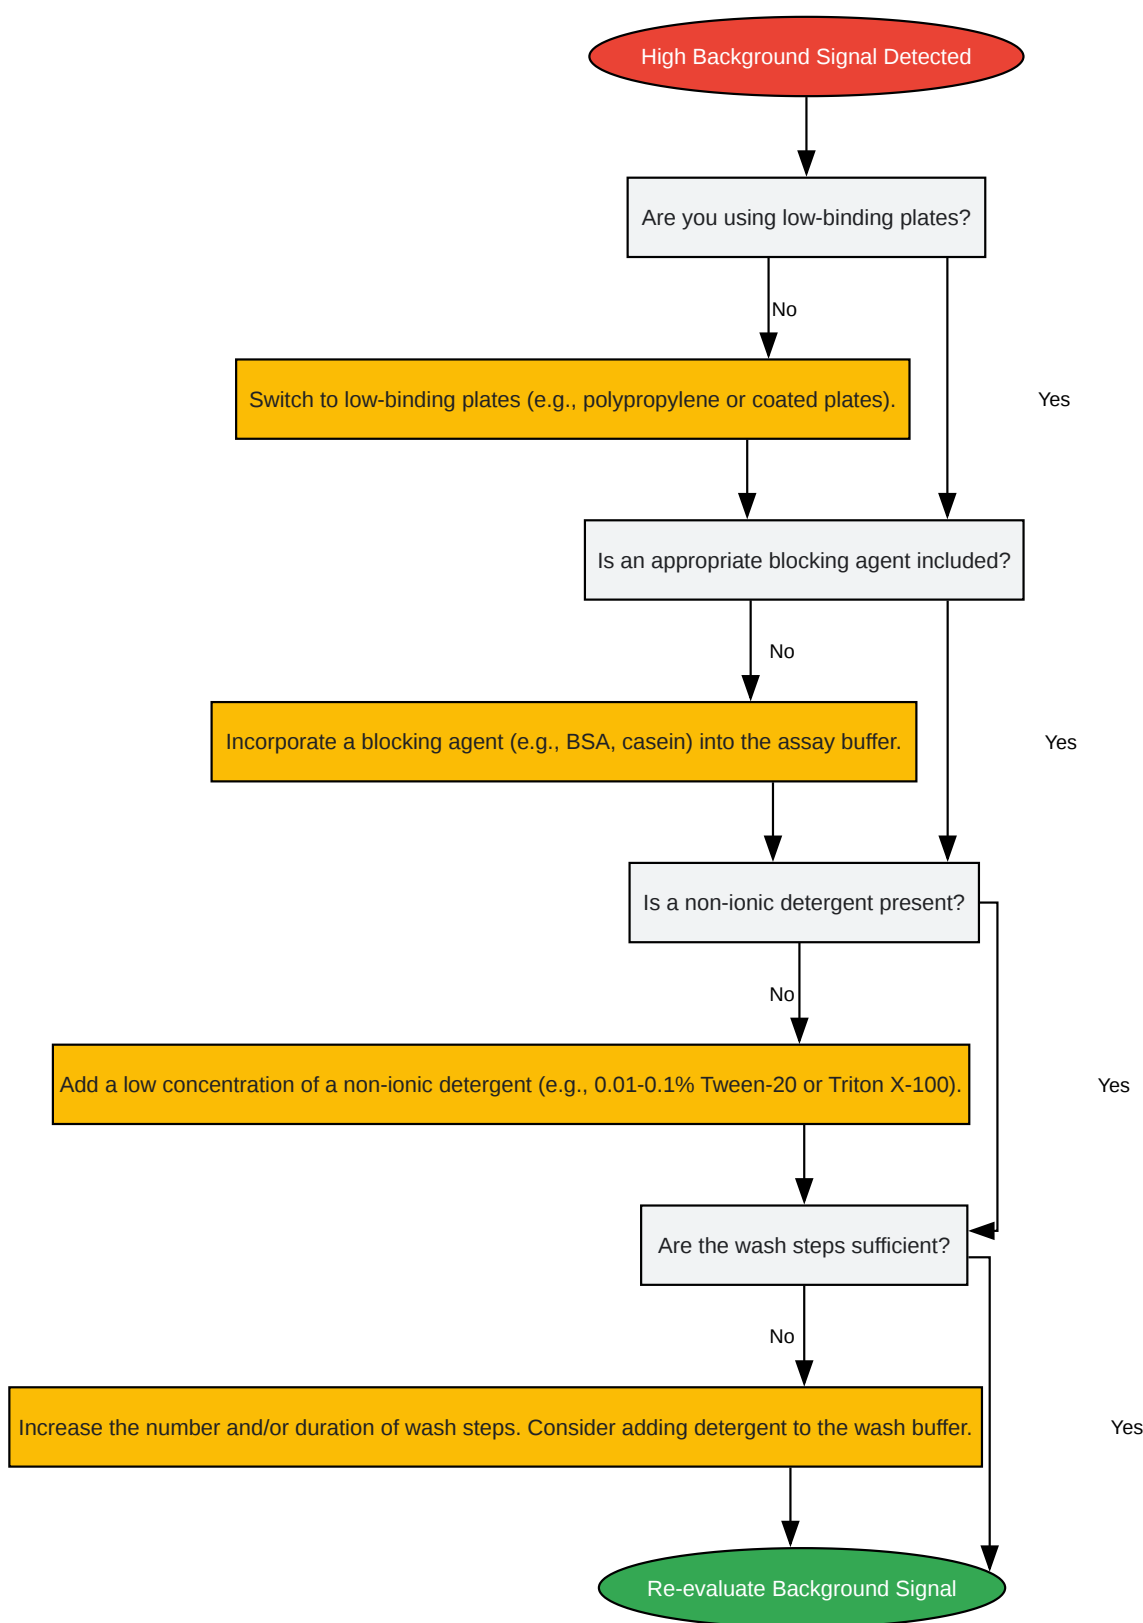 High Background Signal Detected
Are you using low-binding plates?
No
Switch to low-binding plates (e.g., polypropylene or coated plates).
Yes
Is an appropriate blocking agent included?
No
Incorporate a blocking agent (e.g., BSA, casein) into the assay buffer.
Yes
Is a non-ionic detergent present?
No
Add a low concentration of a non-ionic detergent (e.g., 0.01-0.1% Tween-20 or Triton X-100).
Yes
Are the wash steps sufficient?
No
Increase the number and/or duration of wash steps. Consider adding detergent to the wash buffer.
Yes
Re-evaluate Background Signal